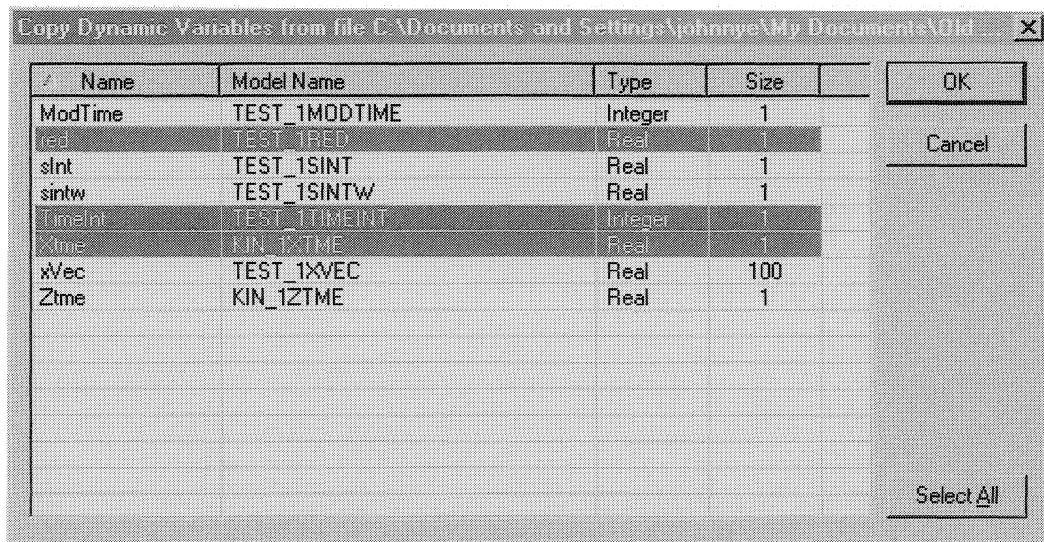 Copy Dynamic Variables from file C:\Documents and Settings\johnnye\My Documents\Old
Name Model Name Type Size
ModTime TEST_1MODTIME Integer 1
red TEST_1RED Real 1
sInt TEST_1SINT Real 1
sintw TEST_1SINTW Real 1
TimeInt TEST_1TIMEINT Integer 1
Xtme KIN_1XTME Real 1
xVec TEST_1XVEC Real 100
Ztme KIN_1ZTME Real 1
OK
Cancel
Select All